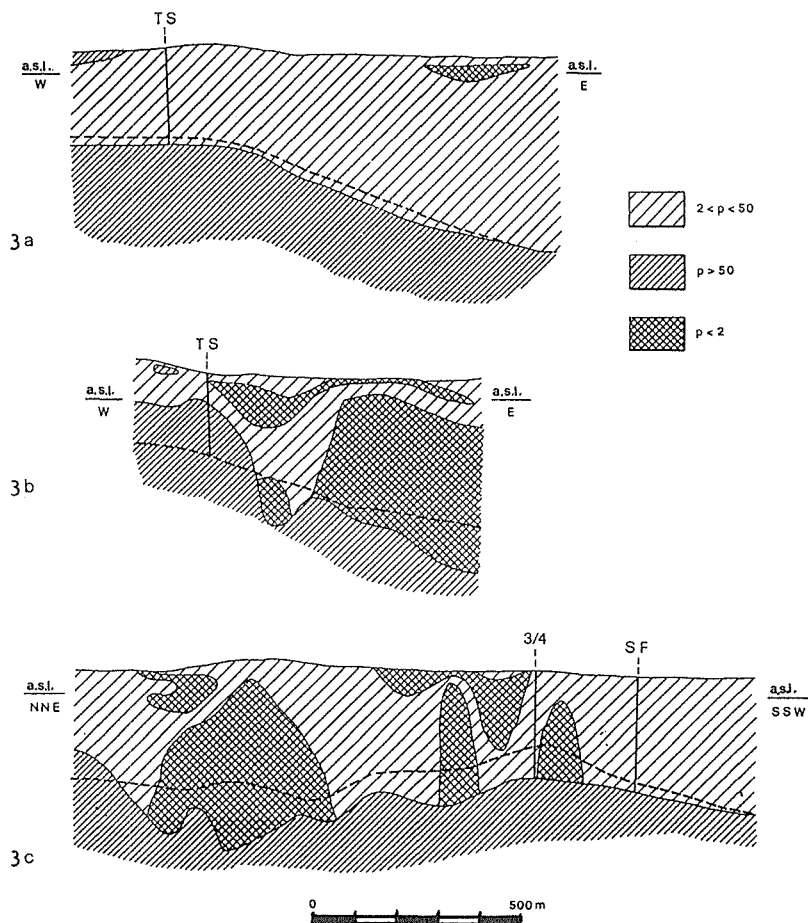 TS
a.s.l.
W
a.s.l.
E
3a
2 < p < 50
p > 50
p < 2
TS
a.s.l.
W
a.s.l.
E
3b
3/4
SF
a.s.l.
NNE
a.s.l.
SSW
3c
0
500 m